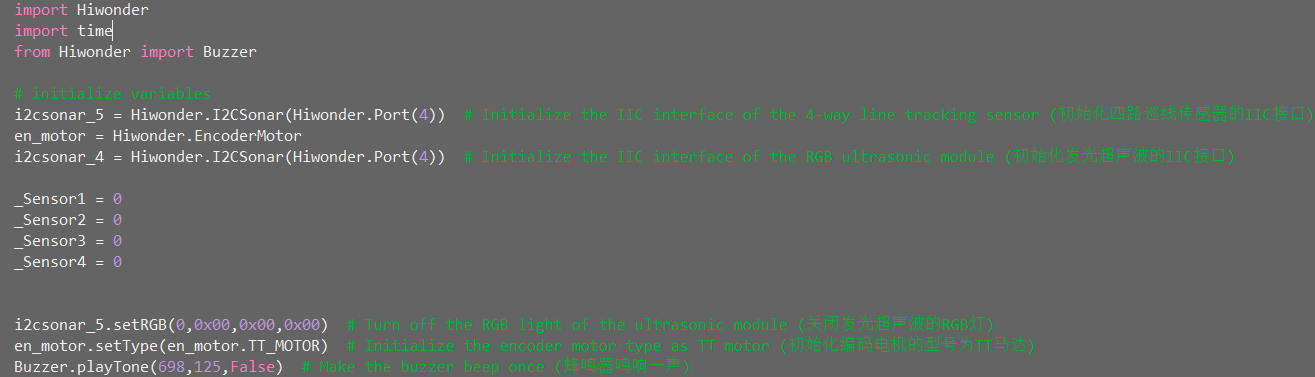 import Hiwonder
import time
from Hiwonder import Buzzer
# initialize variables
i2csonar_5 = Hiwonder.I2CSonar(Hiwonder.Port(4))  # Initialize the IIC interface of the 4-way line tracking sensor (初始化四路巡线传感器的IIC接口)
en_motor = Hiwonder.EncoderMotor
i2csonar_4 = Hiwonder.I2CSonar(Hiwonder.Port(4))  # Initialize the IIC interface of the RGB ultrasonic module (初始化发光超声波的IIC接口)
_Sensor1 = 0
_Sensor2 = 0
_Sensor3 = 0
_Sensor4 = 0
i2csonar_5.setRGB(0,0x00,0x00,0x00)  # Turn off the RGB light of the ultrasonic module (关闭发光超声波的RGB灯)
en_motor.setType(en_motor.TT_MOTOR)  # Initialize the encoder motor type as TT motor (初始化编码电机的型号为TT马达)
Buzzer.playTone(698,125,False)  # Make the buzzer beep once (蜂鸣器鸣响一声)